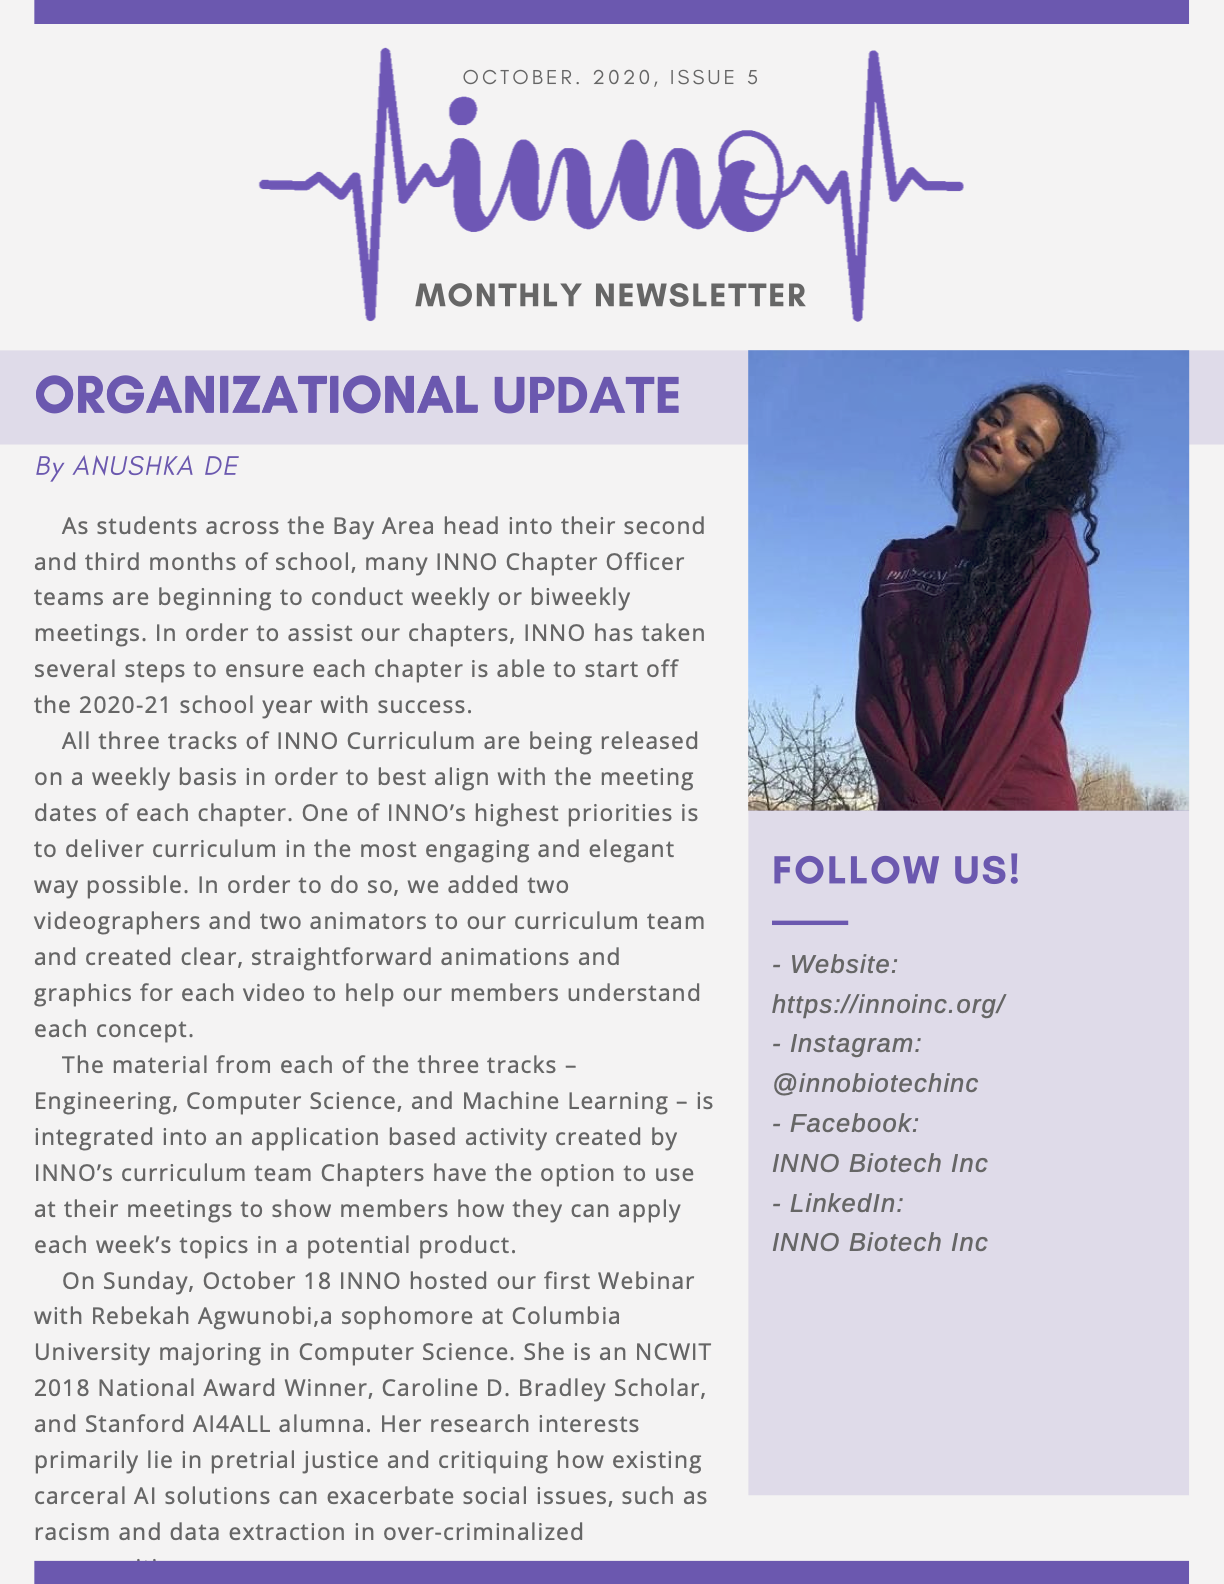 OCTOBER. 2020, ISSUE 5
inno
MONTHLY NEWSLETTER
ORGANIZATIONAL UPDATE
By ANUSHKA DE
As students across the Bay Area head into their second
and third months of school, many INNO Chapter Officer
teams are beginning to conduct weekly or biweekly
meetings. In order to assist our chapters, INNO has taken
several steps to ensure each chapter is able to start off
the 2020-21 school year with success.
All three tracks of INNO Curriculum are being released
on a weekly basis in order to best align with the meeting
dates of each chapter. One of INNO’s highest priorities is
to deliver curriculum in the most engaging and elegant
way possible. In order to do so, we added two
videographers and two animators to our curriculum team
and created clear, straightforward animations and
graphics for each video to help our members understand
each concept.
The material from each of the three tracks –
Engineering, Computer Science, and Machine Learning – is
integrated into an application based activity created by
INNO’s curriculum team Chapters have the option to use
at their meetings to show members how they can apply
each week’s topics in a potential product.
On Sunday, October 18 INNO hosted our first Webinar
with Rebekah Agwunobi,a sophomore at Columbia
University majoring in Computer Science. She is an NCWIT
2018 National Award Winner, Caroline D. Bradley Scholar,
and Stanford AI4ALL alumna. Her research interests
primarily lie in pretrial justice and critiquing how existing
carceral AI solutions can exacerbate social issues, such as
racism and data extraction in over-criminalized
FOLLOW US!
- Website:
https://innoinc.org/
- Instagram:
@innobiotechinc
- Facebook:
INNO Biotech Inc
- LinkedIn:
INNO Biotech Inc